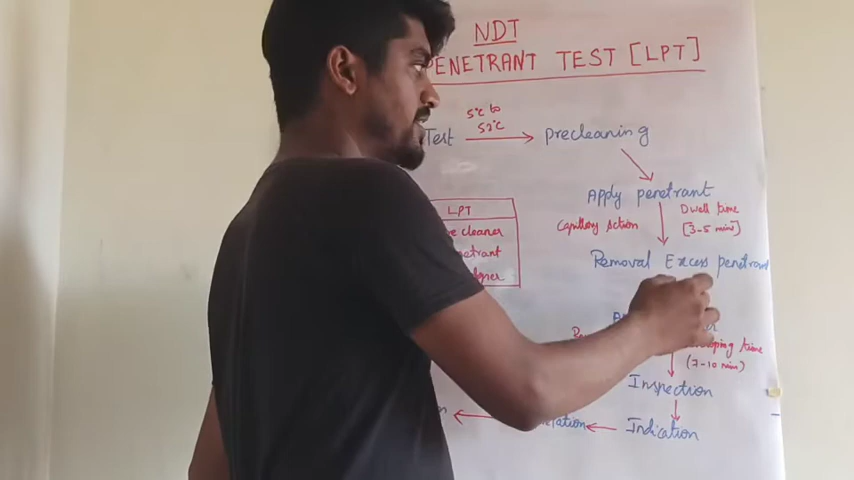 NDT
PENETRANT TEST [LPT]
Test
5°c to
52°C
precleaning
Apply penetrant
Capillary action
Dwell time
[3-5 min]
LPT
cleaner
Removal Excess penetrant
time
(7-10 min)
Inspection
Indication